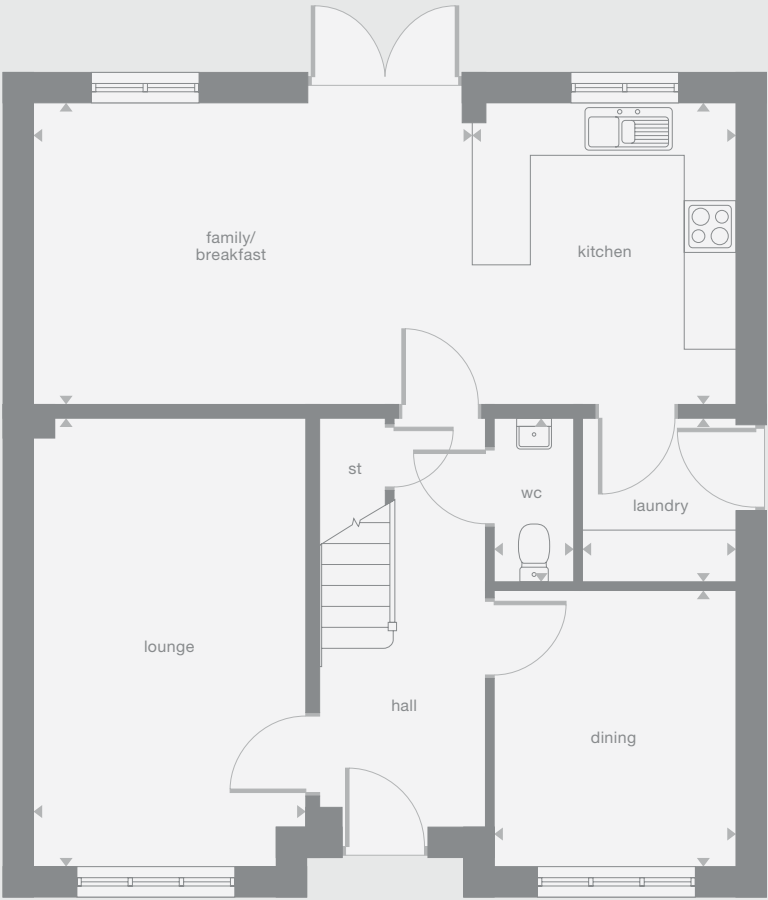 family/
breakfast
kitchen
st
wc
laundry
lounge
hall
dining